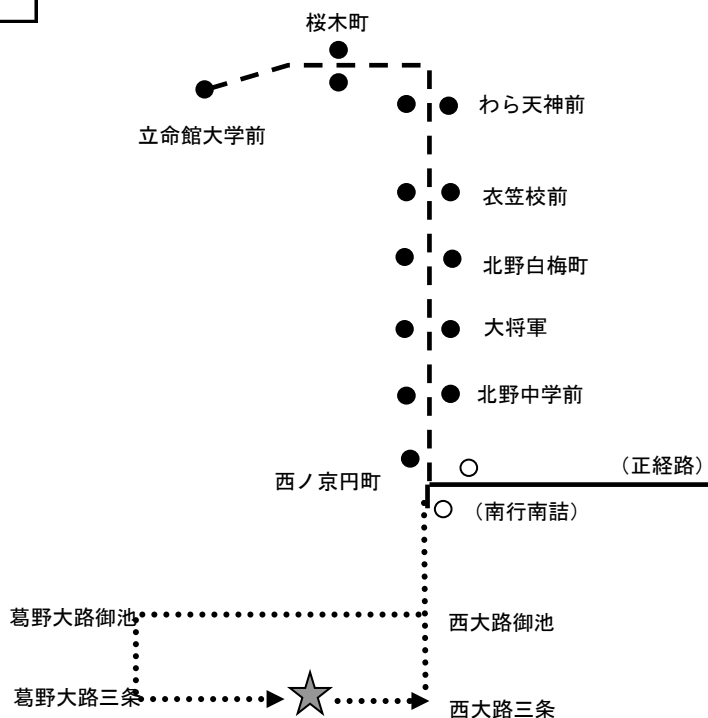 桜木町
わら天神前
立命館大学前
衣笠校前
北野白梅町
大将軍
北野中学前
（正経路）
西ノ京円町
（南行南詰）
葛野大路御池
西大路御池
葛野大路三条
西大路三条